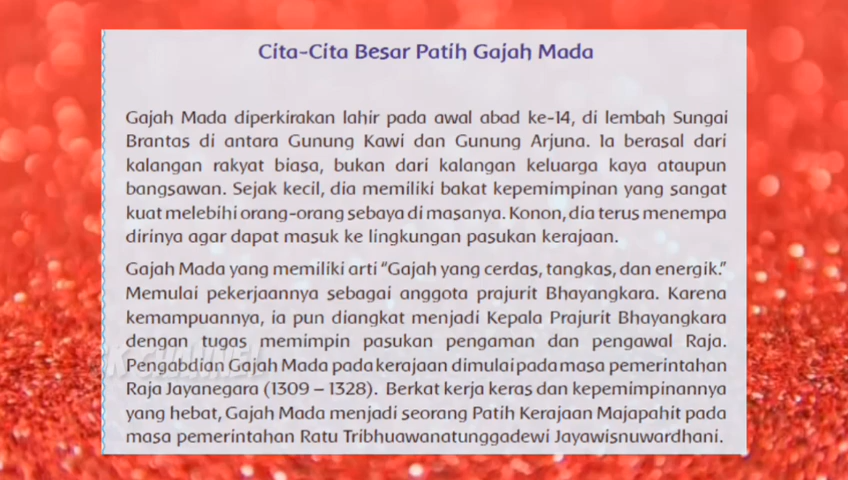 Cita-Cita Besar Patih Gajah Mada
Gajah Mada diperkirakan lahir pada awal abad ke-14, di lembah Sungai
Brantas di antara Gunung Kawi dan Gunung Arjuna. Ia berasal dari
kalangan rakyat biasa, bukan dari kalangan keluarga kaya ataupun
bangsawan. Sejak kecil, dia memiliki bakat kepemimpinan yang sangat
kuat melebihi orang-orang sebaya di masanya. Konon, dia terus menempa
dirinya agar dapat masuk ke lingkungan pasukan kerajaan.
Gajah Mada yang memiliki arti “Gajah yang cerdas, tangkas, dan energik.”
Memulai pekerjaannya sebagai anggota prajurit Bhayangkara. Karena
kemampuannya, ia pun diangkat menjadi Kepala Prajurit Bhayangkara
dengan tugas memimpin pasukan pengaman dan pengawal Raja.
Pengabdian Gajah Mada pada kerajaan dimulai pada masa pemerintahan
Raja Jayanegara (1309 – 1328). Berkat kerja keras dan kepemimpinannya
yang hebat, Gajah Mada menjadi seorang Patih Kerajaan Majapahit pada
masa pemerintahan Ratu Tribhuawanatunggadewi Jayawisnuwardhani.